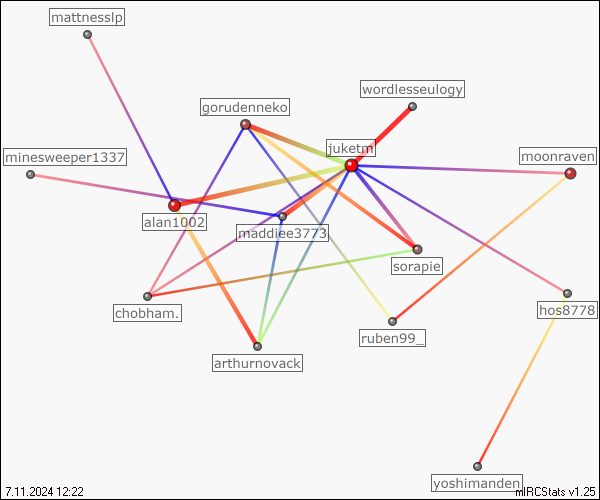 mattnesslp
wordlesseulogy
gorudenneko
juketm
minesweeper1337
moonraven
alan1002
maddiee3773
sorapie
chobham.
hos8778
ruben99_
arthurnovack
yoshimanden
7.11.2024 12:22
mIRCStats v1.25